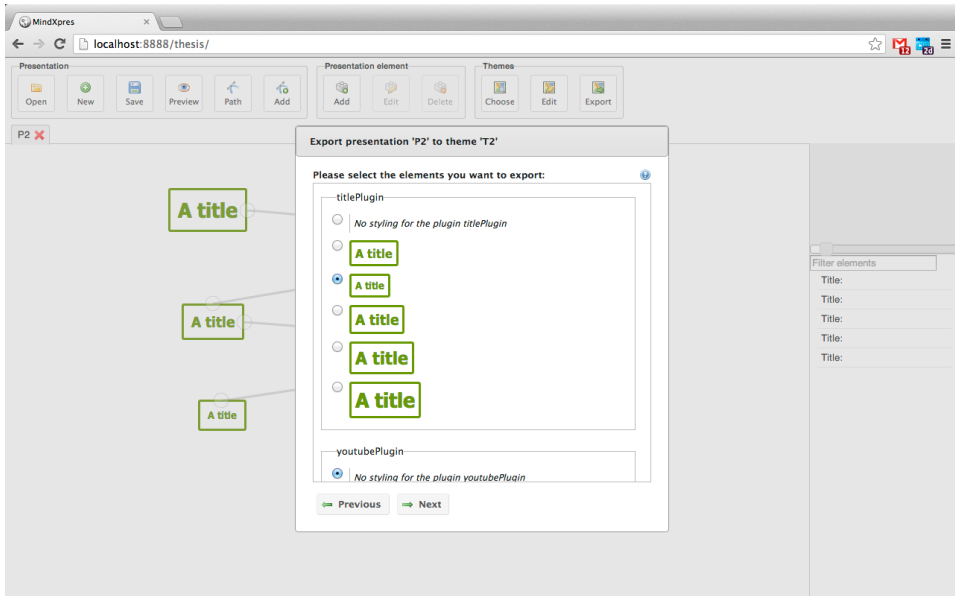 MindXpres
localhost:8888/thesis/
12
2d
Presentation
Presentation element
Themes
Open
New
Save
Preview
Path
Add
Add
Edit
Delete
Choose
Edit
Export
P2
Export presentation 'P2' to theme 'T2'
Please select the elements you want to export:
titlePlugin
No styling for the plugin titlePlugin
A title
A title
A title
A title
A title
youtubePlugin
No styling for the plugin youtubePlugin
Previous
Next
A title
A title
A title
Filter elements
Title:
Title:
Title:
Title:
Title: